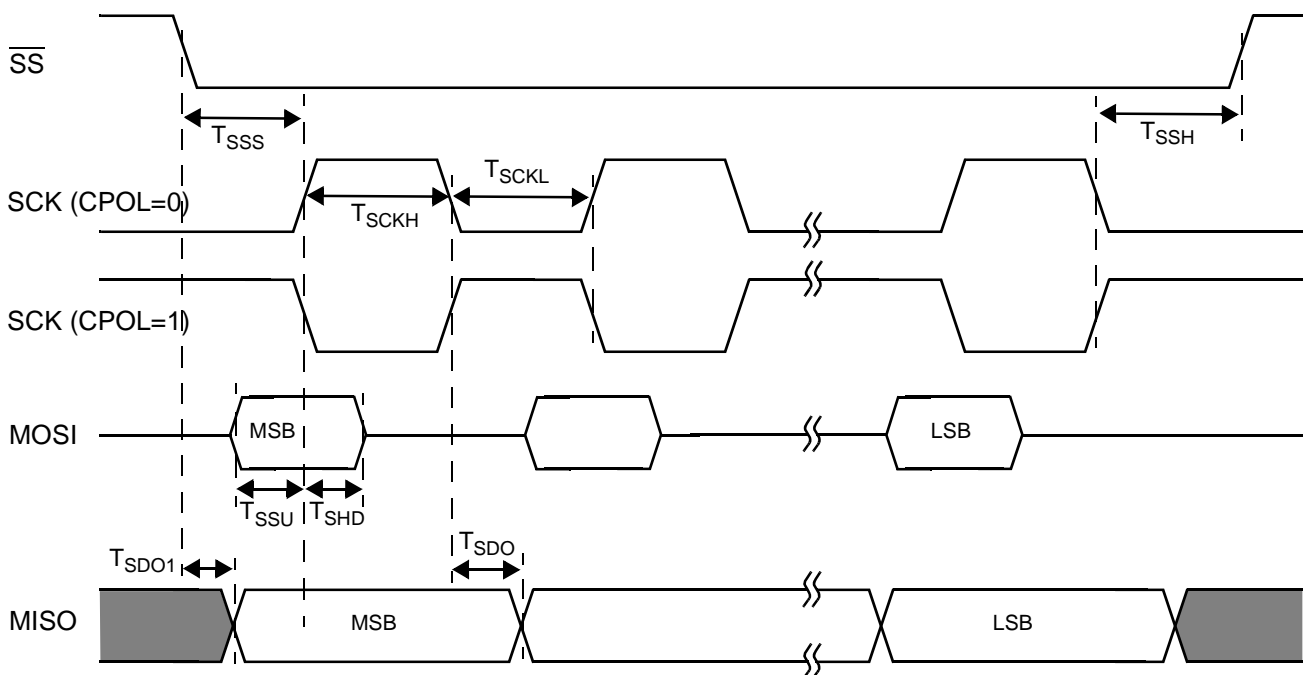 SS
TSSS
TSSH
SCK (CPOL=0)
TSCKH
TSCKL
SCK (CPOL=1)
MOSI
MSB
LSB
TSSU
TSHD
TSDO1
TSDO
MISO
MSB
LSB